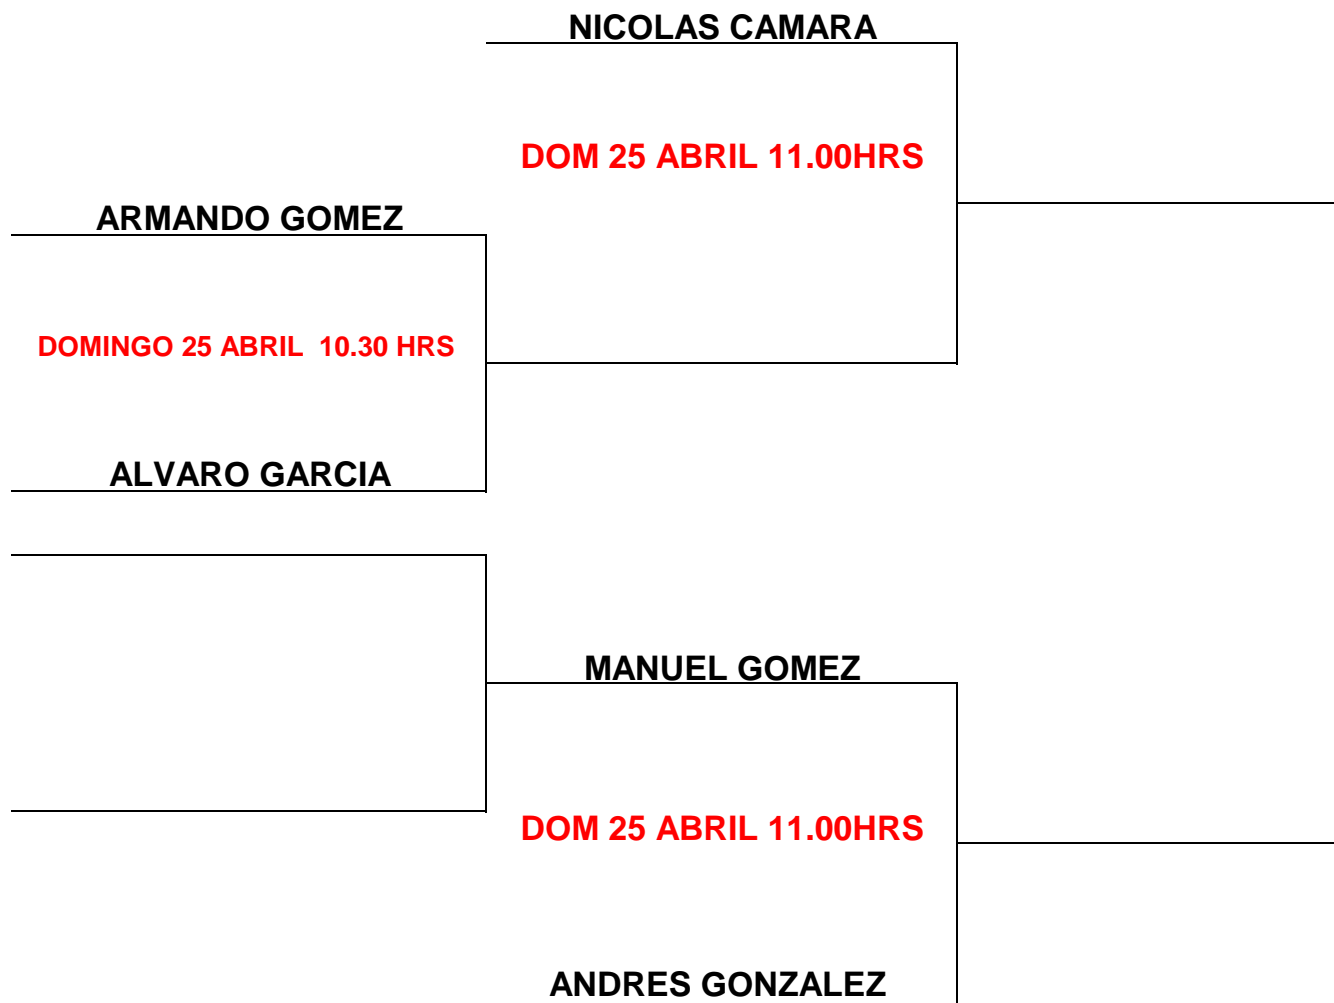 NICOLAS CAMARA
DOM 25 ABRIL 11.00HRS
ARMANDO GOMEZ
DOMINGO 25 ABRIL  10.30 HRS
ALVARO GARCIA
MANUEL GOMEZ
DOM 25 ABRIL 11.00HRS
ANDRES GONZALEZ